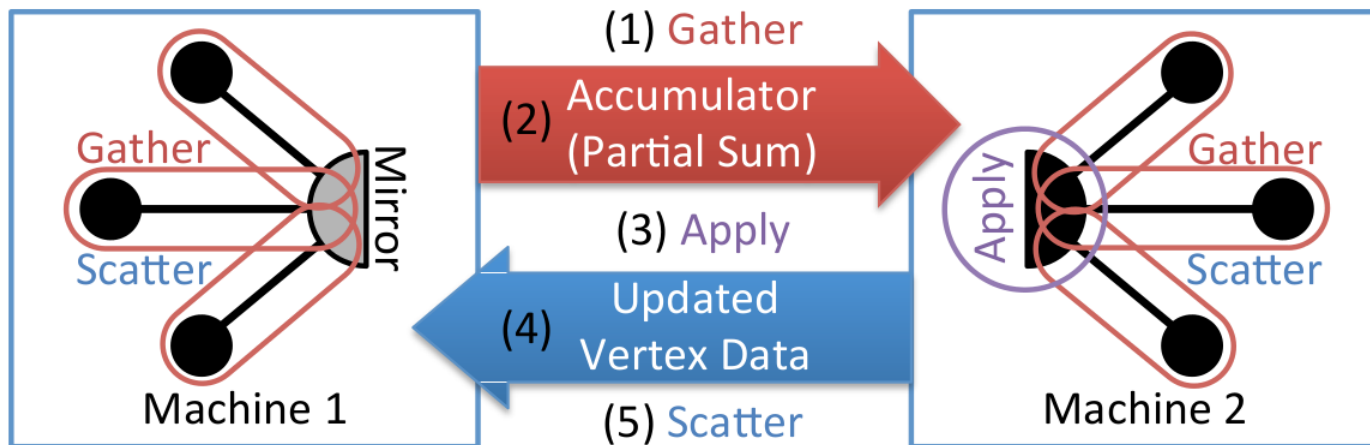 (1) Gather
(2) Accumulator
(Partial Sum)
(3) Apply
(4) Updated
Vertex Data
(5) Scatter
Gather
Scatter
Mirror
Machine 1
Apply
Gather
Scatter
Machine 2